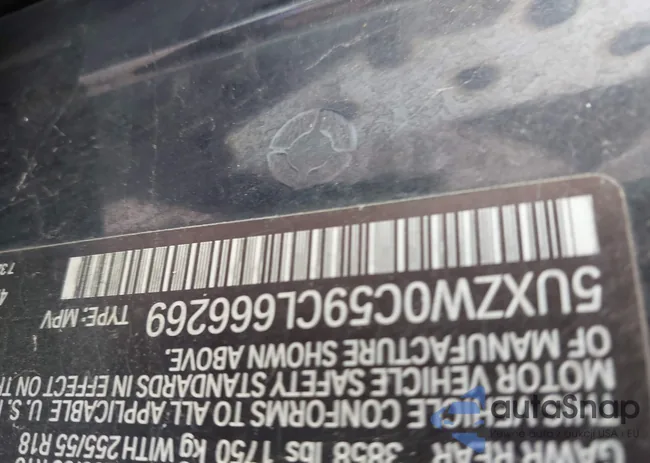 GAWR REAR 3858 lbs 1750 kg WITH 255/55 R18
VEHICLE CONFORMS TO ALL APPLICABLE U.S.
MOTOR VEHICLE SAFETY STANDARDS IN EFFECT ON
OF MANUFACTURE SHOWN ABOVE.
5UXZW0C59CL666269 TYPE: MPV
autoSnap